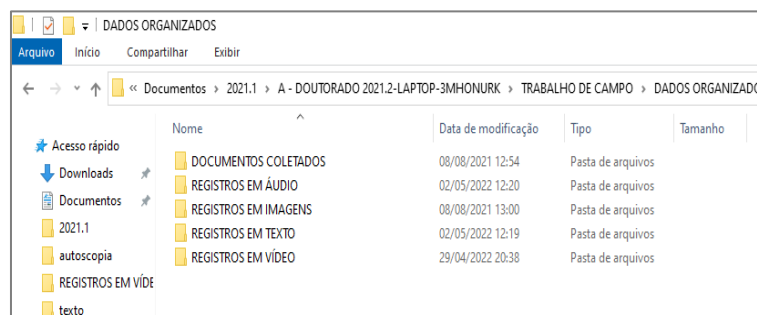 DADOS ORGANIZADOS
Arquivo Início Compartilhar Exibir
« Documentos > 2021.1 > A - DOUTORADO 2021.2-LAPTOP-3MHONURK > TRABALHO DE CAMPO > DADOS ORGANIZADO
Nome Data de modificação Tipo Tamanho
Acesso rápido
DOCUMENTOS COLETADOS 08/08/2021 12:54 Pasta de arquivos
Downloads
REGISTROS EM ÁUDIO 02/05/2022 12:20 Pasta de arquivos
Documentos
REGISTROS EM IMAGENS 08/08/2021 13:00 Pasta de arquivos
2021.1
REGISTROS EM TEXTO 02/05/2022 12:19 Pasta de arquivos
autoscopia
REGISTROS EM VÍDEO 29/04/2022 20:38 Pasta de arquivos
REGISTROS EM VÍDE
texto